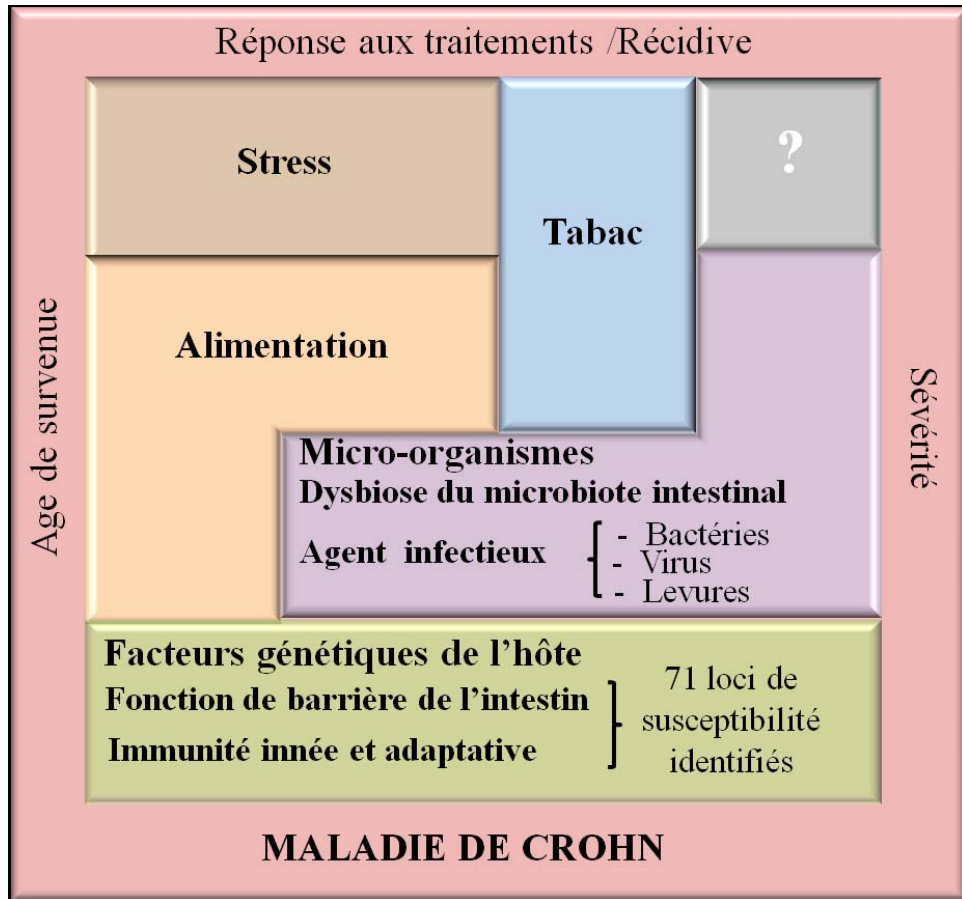 Réponse aux traitements /Récidive
Stress
Tabac
?
Age de survenue
Alimentation
Sévérité
Micro-organismes
Dysbiose du microbiote intestinal
Agent infectieux
- Bactéries
- Virus
- Levures
Facteurs génétiques de l'hôte
Fonction de barrière de l'intestin
Immunité innée et adaptative
71 loci de
susceptibilité
identifiés
MALADIE DE CROHN